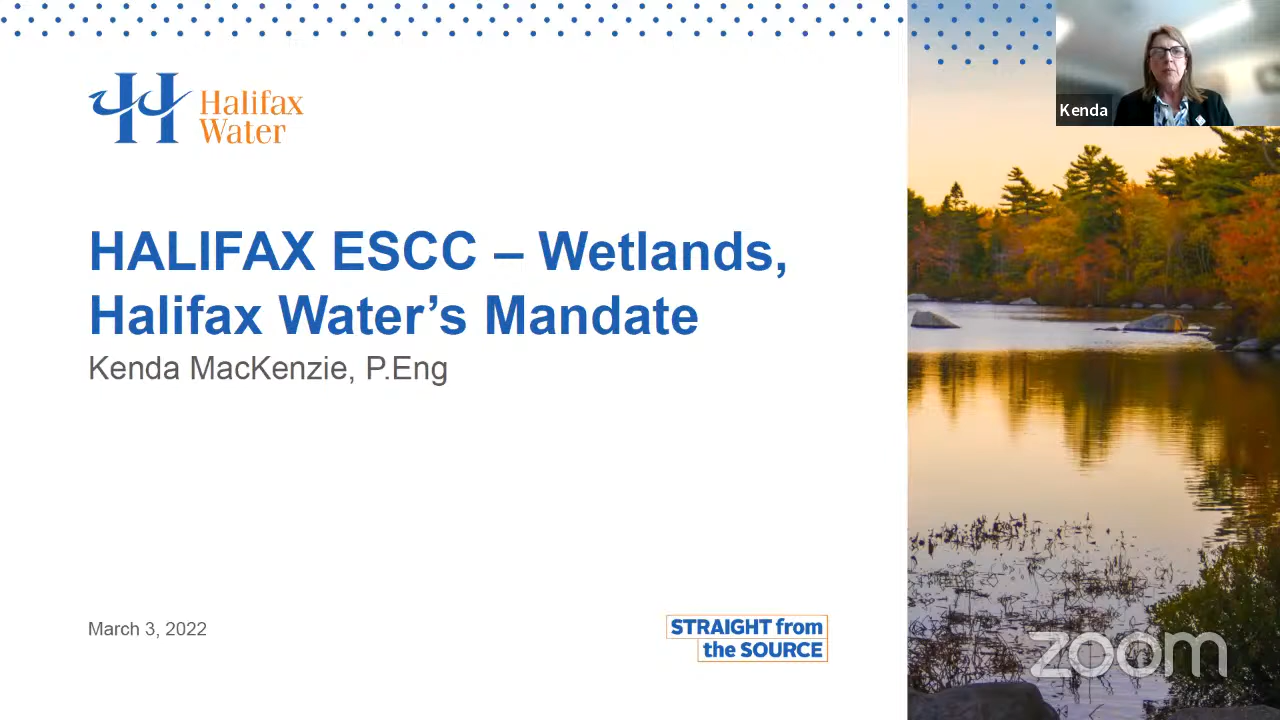 Halifax
Water
Kenda
HALIFAX ESCC – Wetlands,
Halifax Water's Mandate
Kenda MacKenzie, P.Eng
March 3, 2022
STRAIGHT from
the SOURCE
zoom